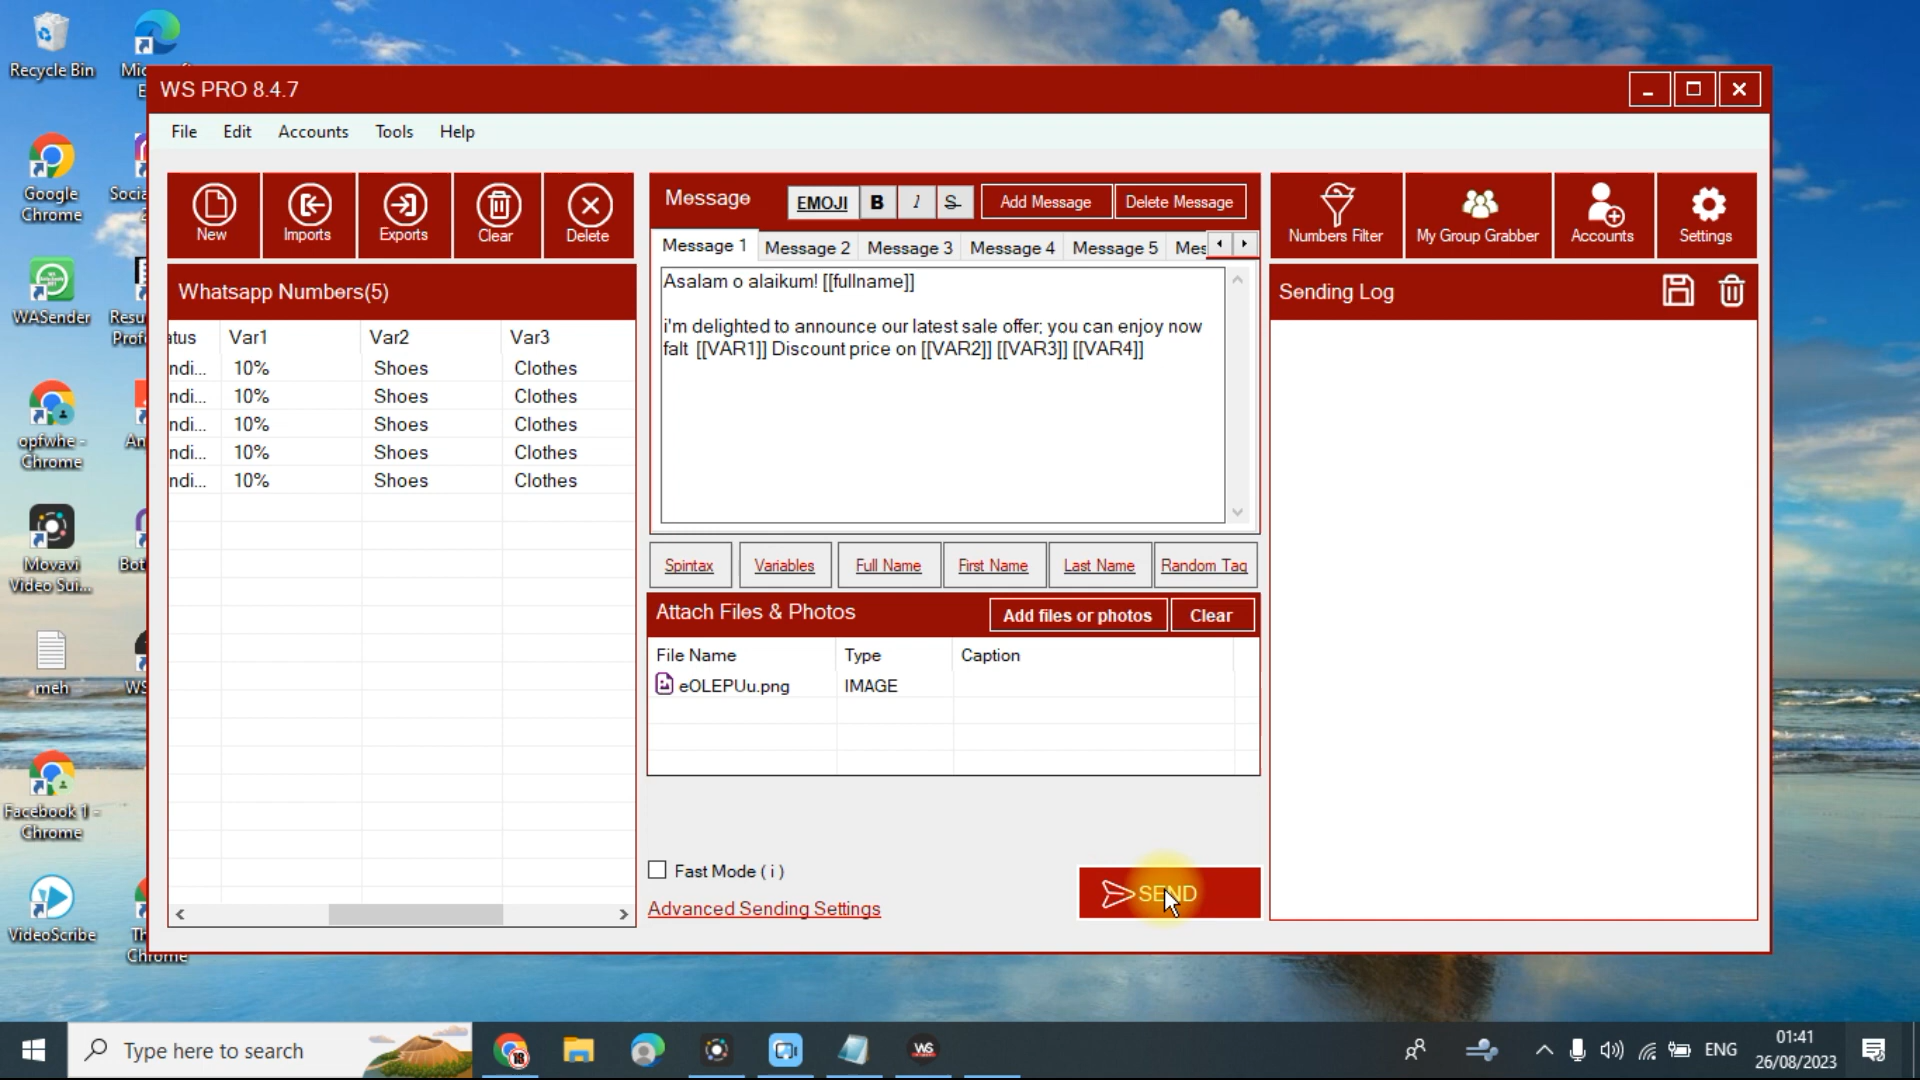 Recycle Bin
Google
Chrome
WASender
opfwhe -
Chrome
Movavi
Video Sui...
meh
Facebook 1 -
Chrome
VideoScribe
Chrome
WS PRO 8.4.7
File Edit Accounts Tools Help
New Imports Exports Clear Delete
Whatsapp Numbers(5)
atus Var1 Var2 Var3
ndi... 10% Shoes Clothes
ndi... 10% Shoes Clothes
ndi... 10% Shoes Clothes
ndi... 10% Shoes Clothes
ndi... 10% Shoes Clothes
Message EMOJI B I S Add Message Delete Message
Message 1 Message 2 Message 3 Message 4 Message 5 Mes
Asalam o alaikum! [[fullname]]
i'm delighted to announce our latest sale offer; you can enjoy now
falt [[VAR1]] Discount price on [[VAR2]] [[VAR3]] [[VAR4]]
Spintax Variables Full Name First Name Last Name Random Tag
Attach Files & Photos Add files or photos Clear
File Name Type Caption
eOLEPUu.png IMAGE
Fast Mode ( i )
Advanced Sending Settings
SEND
Numbers Filter My Group Grabber Accounts Settings
Sending Log
Type here to search
18
WS
ENG
01:41
26/08/2023